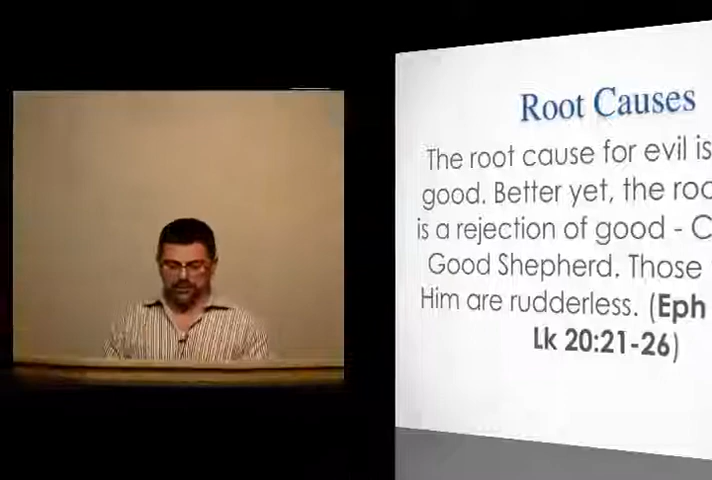 Root Causes
The root cause for evil is
good. Better yet, the
is a rejection of good -
Good Shepherd. Those
Him are rudderless. (Eph
Lk 20:21-26)